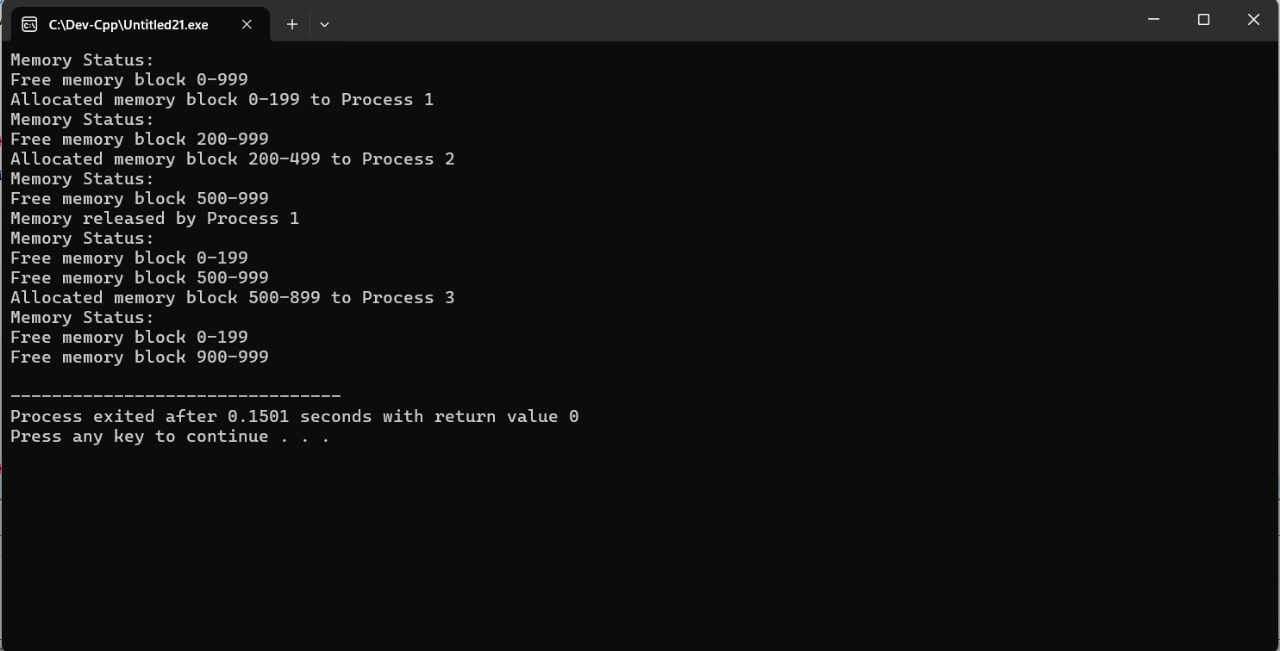 C:\Dev-Cpp\Untitled21.exe
Memory Status:
Free memory block 0-999
Allocated memory block 0-199 to Process 1
Memory Status:
Free memory block 200-999
Allocated memory block 200-499 to Process 2
Memory Status:
Free memory block 500-999
Memory released by Process 1
Memory Status:
Free memory block 0-199
Free memory block 500-999
Allocated memory block 500-899 to Process 3
Memory Status:
Free memory block 0-199
Free memory block 900-999
--------------------------------
Process exited after 0.1501 seconds with return value 0
Press any key to continue . . .